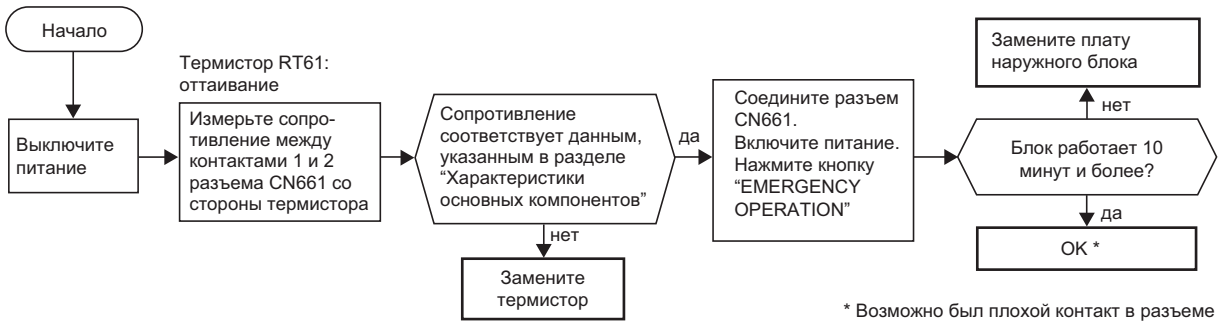 Начало
Выключите
питание
Термистор RT61:
оттаивание
Измерьте сопро-
тивление между
контактами 1 и 2
разъема CN661 со
стороны термистора
Сопротивление
соответствует данным,
указанным в разделе
“Характеристики
основных компонентов”
да
нет
Замените
термистор
Соедините разъем
CN661.
Включите питание.
Нажмите кнопку
“EMERGENCY
OPERATION”
Замените плату
наружного блока
нет
Блок работает 10
минут и более?
да
OK *
* Возможно был плохой контакт в разъеме